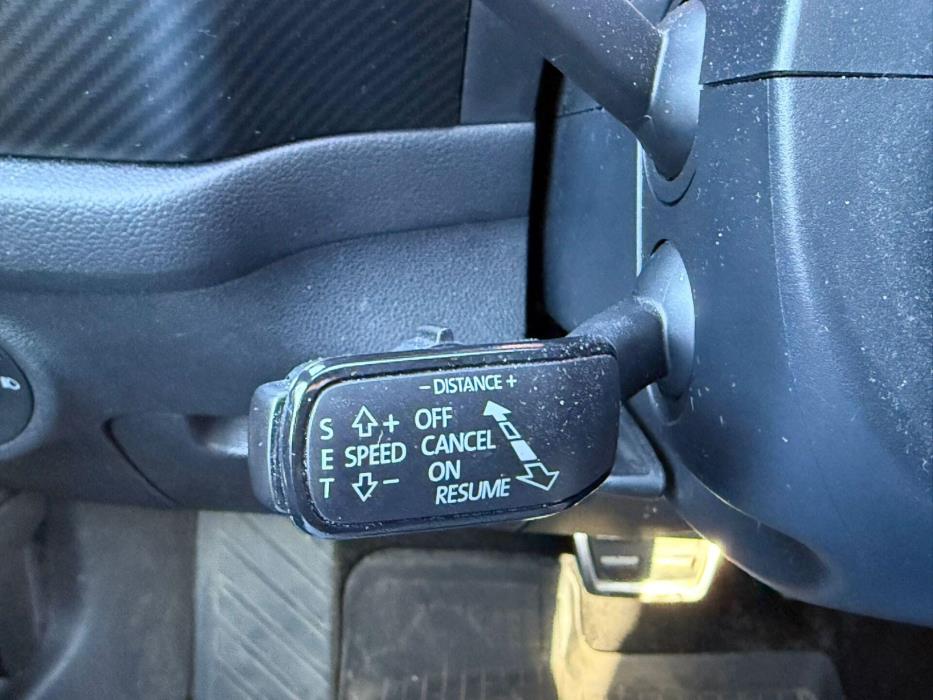 − DISTANCE +
S E T
+
SPEED
−
OFF
CANCEL
ON
RESUME